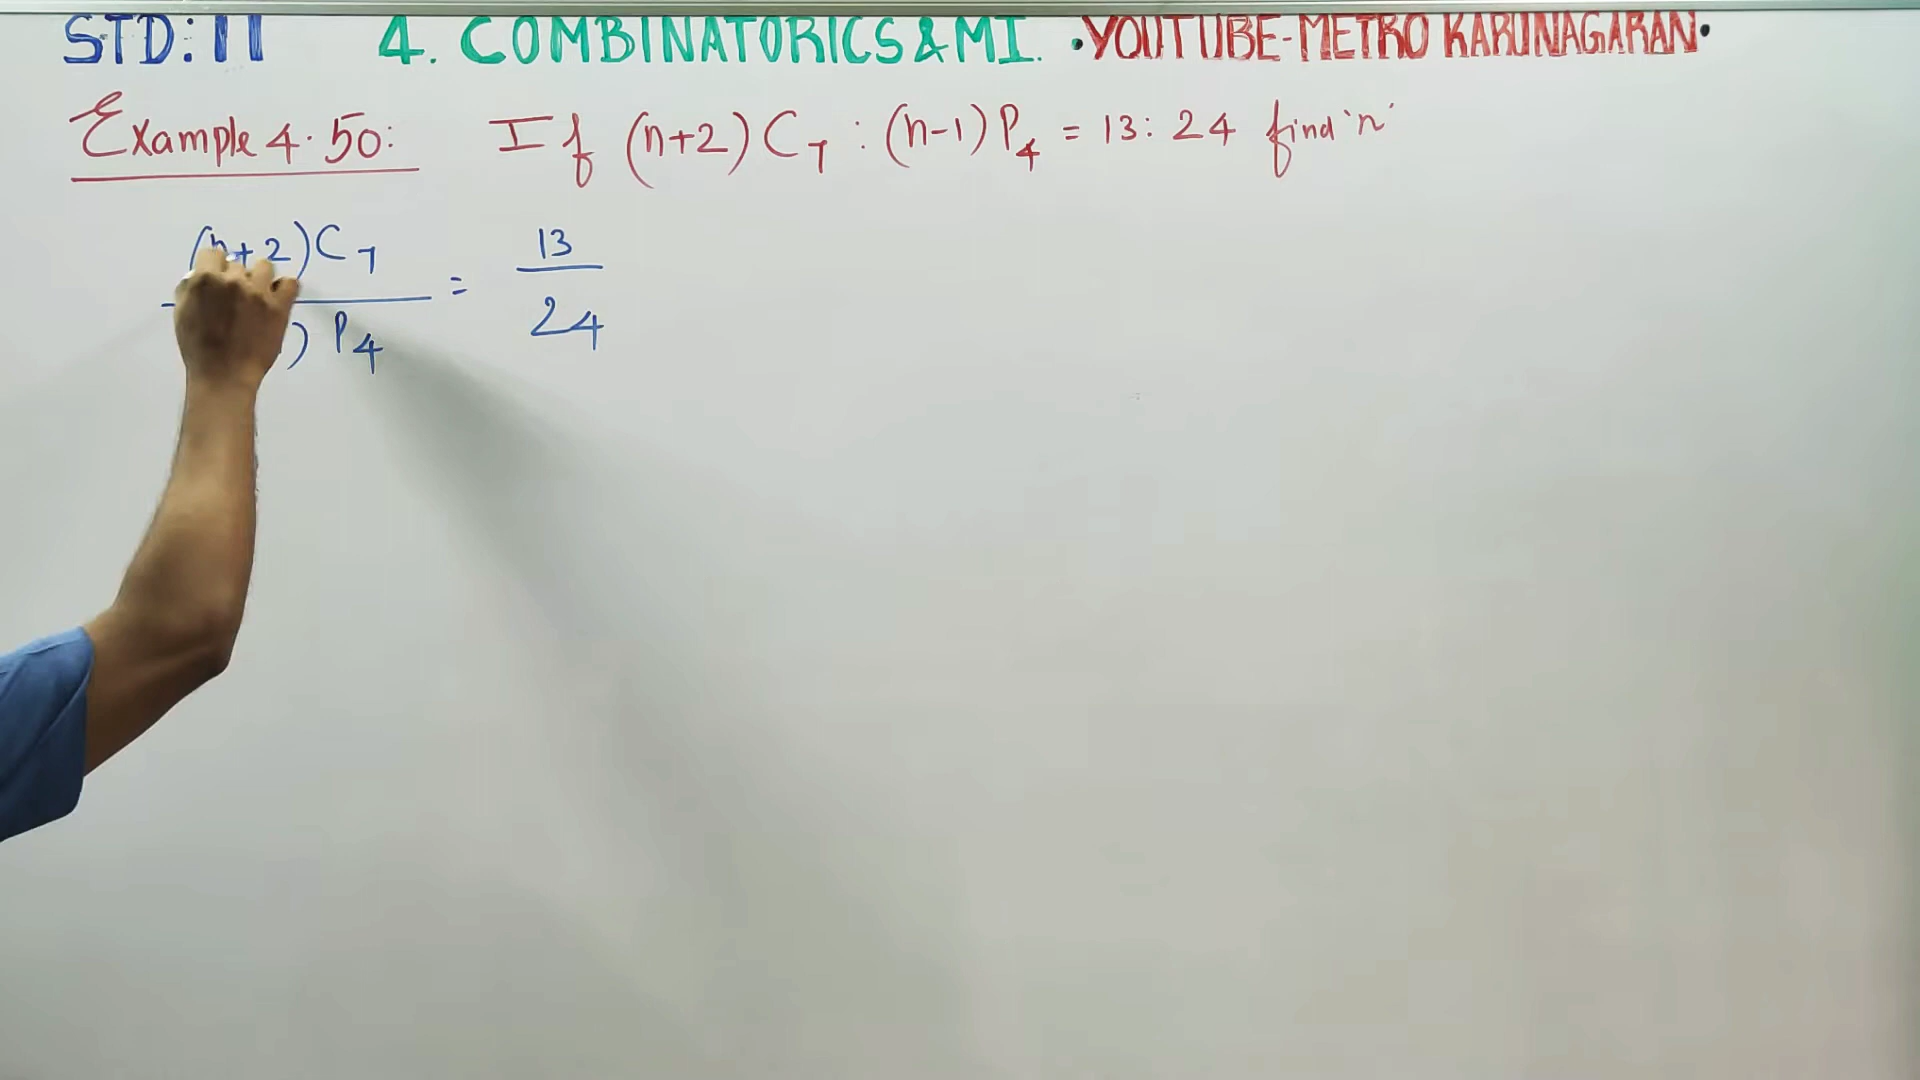 STD: 11 4. COMBINATORICS & MI. •YOUTUBE-METRO KARUNAGARAN•
Example 4.50: If (n+2)C₇ : (n-1)P₄ = 13 : 24 find 'n'
(n+2)C₇ = 13
) P₄ 24